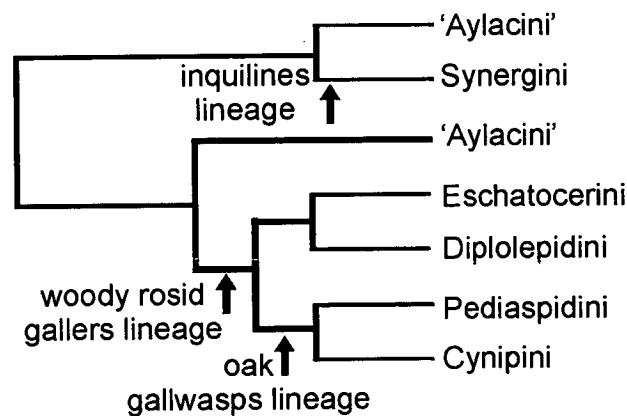 'Aylacini'
inquilines
lineage
Synergini
'Aylacini'
Eschatocerini
Diplolepidini
woody rosid
gallers lineage
Pediaspidini
oak
gallwasps lineage
Cynipini